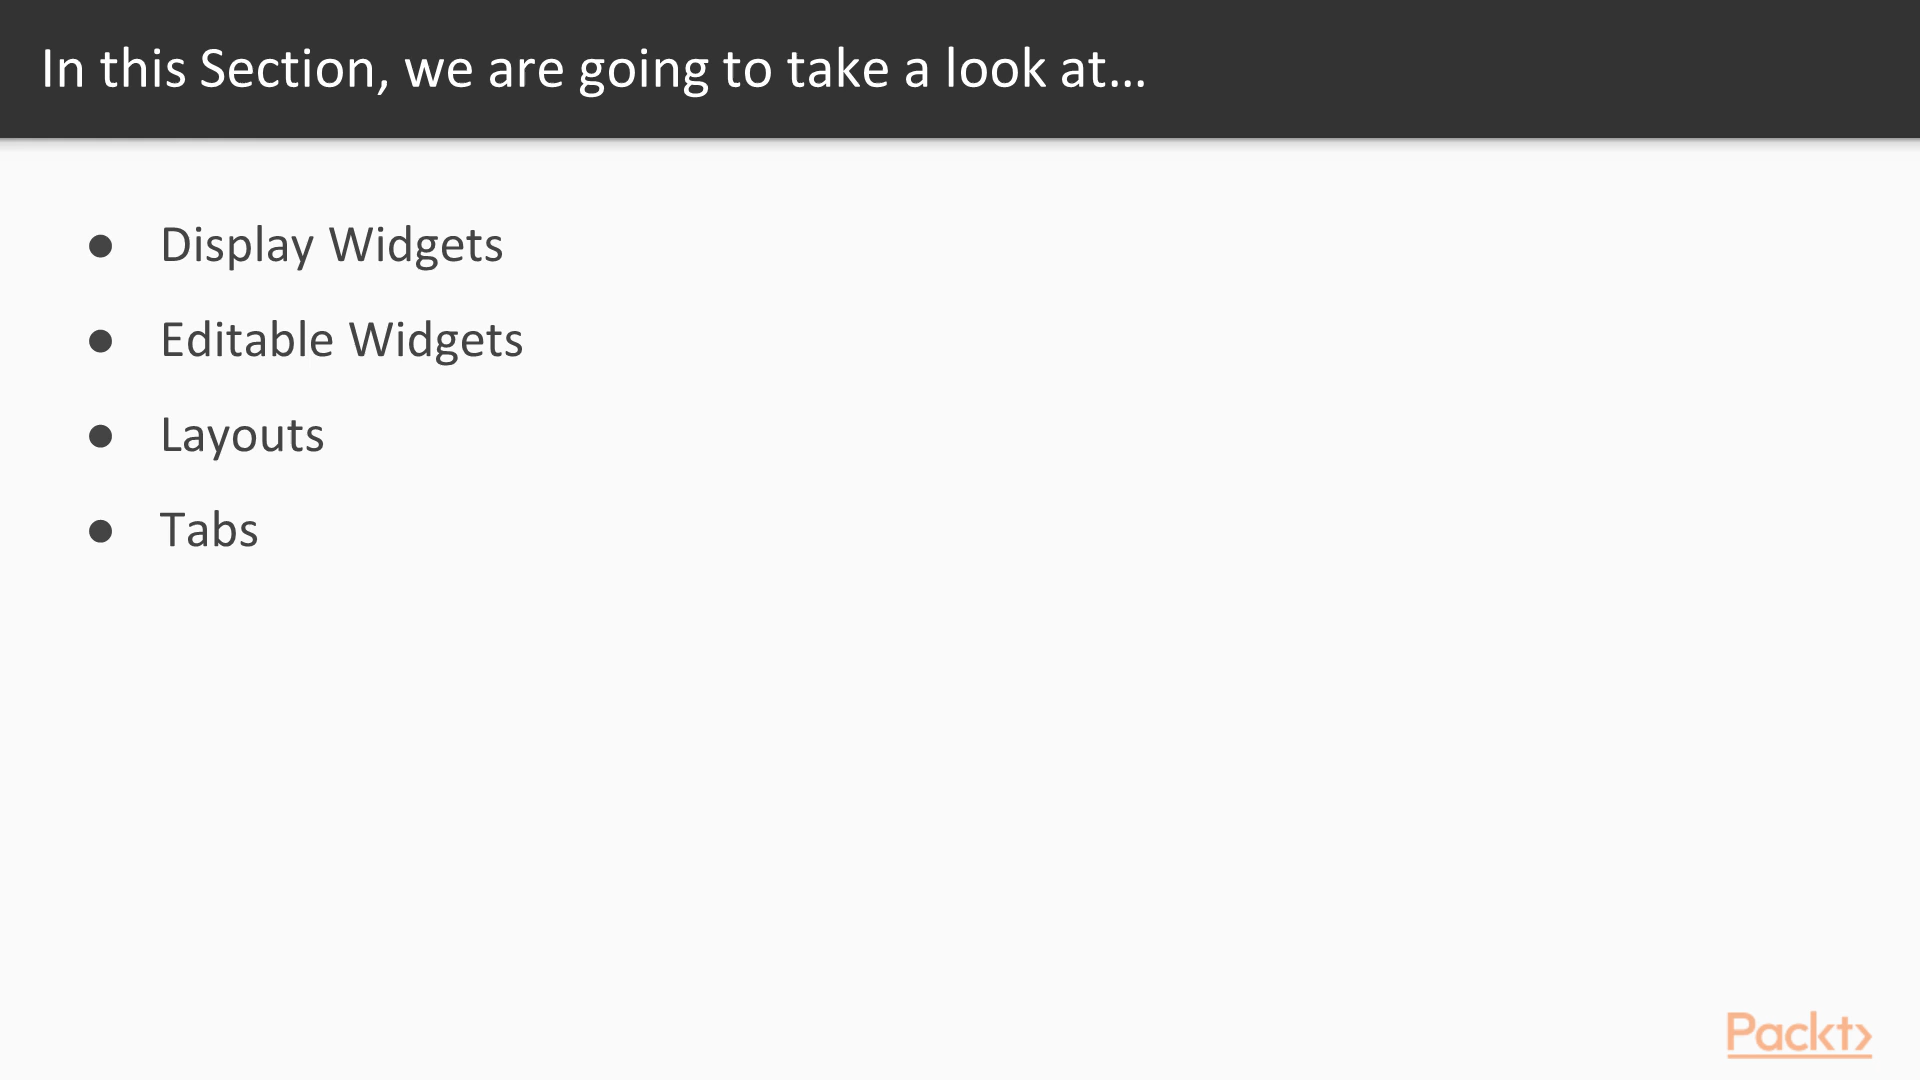 In this Section, we are going to take a look at...
● Display Widgets
● Editable Widgets
● Layouts
● Tabs
Packt>